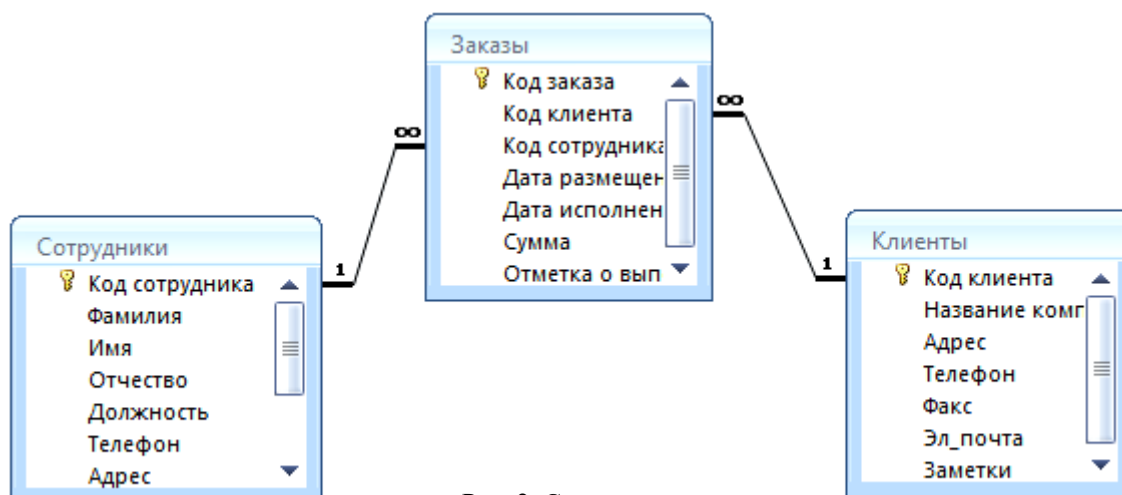 Заказы
Код заказа
Код клиента
Код сотрудника
Дата размещен
Дата исполнен
Сумма
Отметка о вып
∞
∞
Сотрудники
Код сотрудника
Фамилия
Имя
Отчество
Должность
Телефон
Адрес
1
1
Клиенты
Код клиента
Название комп
Адрес
Телефон
Факс
Эл_почта
Заметки